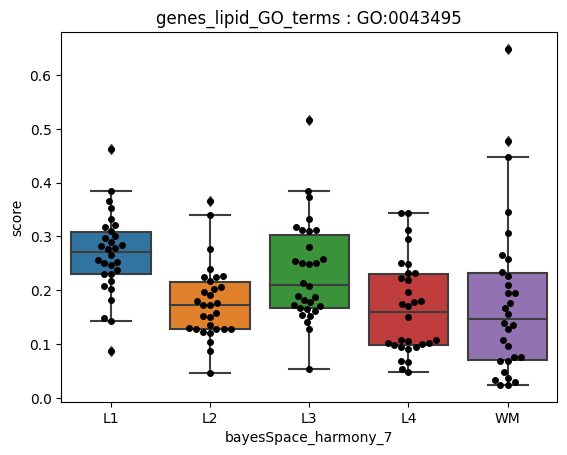 genes_lipid_GO_terms : GO:0043495
0.6
0.5
0.4
0.3
0.2
0.1
0.0
score
L1 L2 L3 L4 WM
bayesSpace_harmony_7